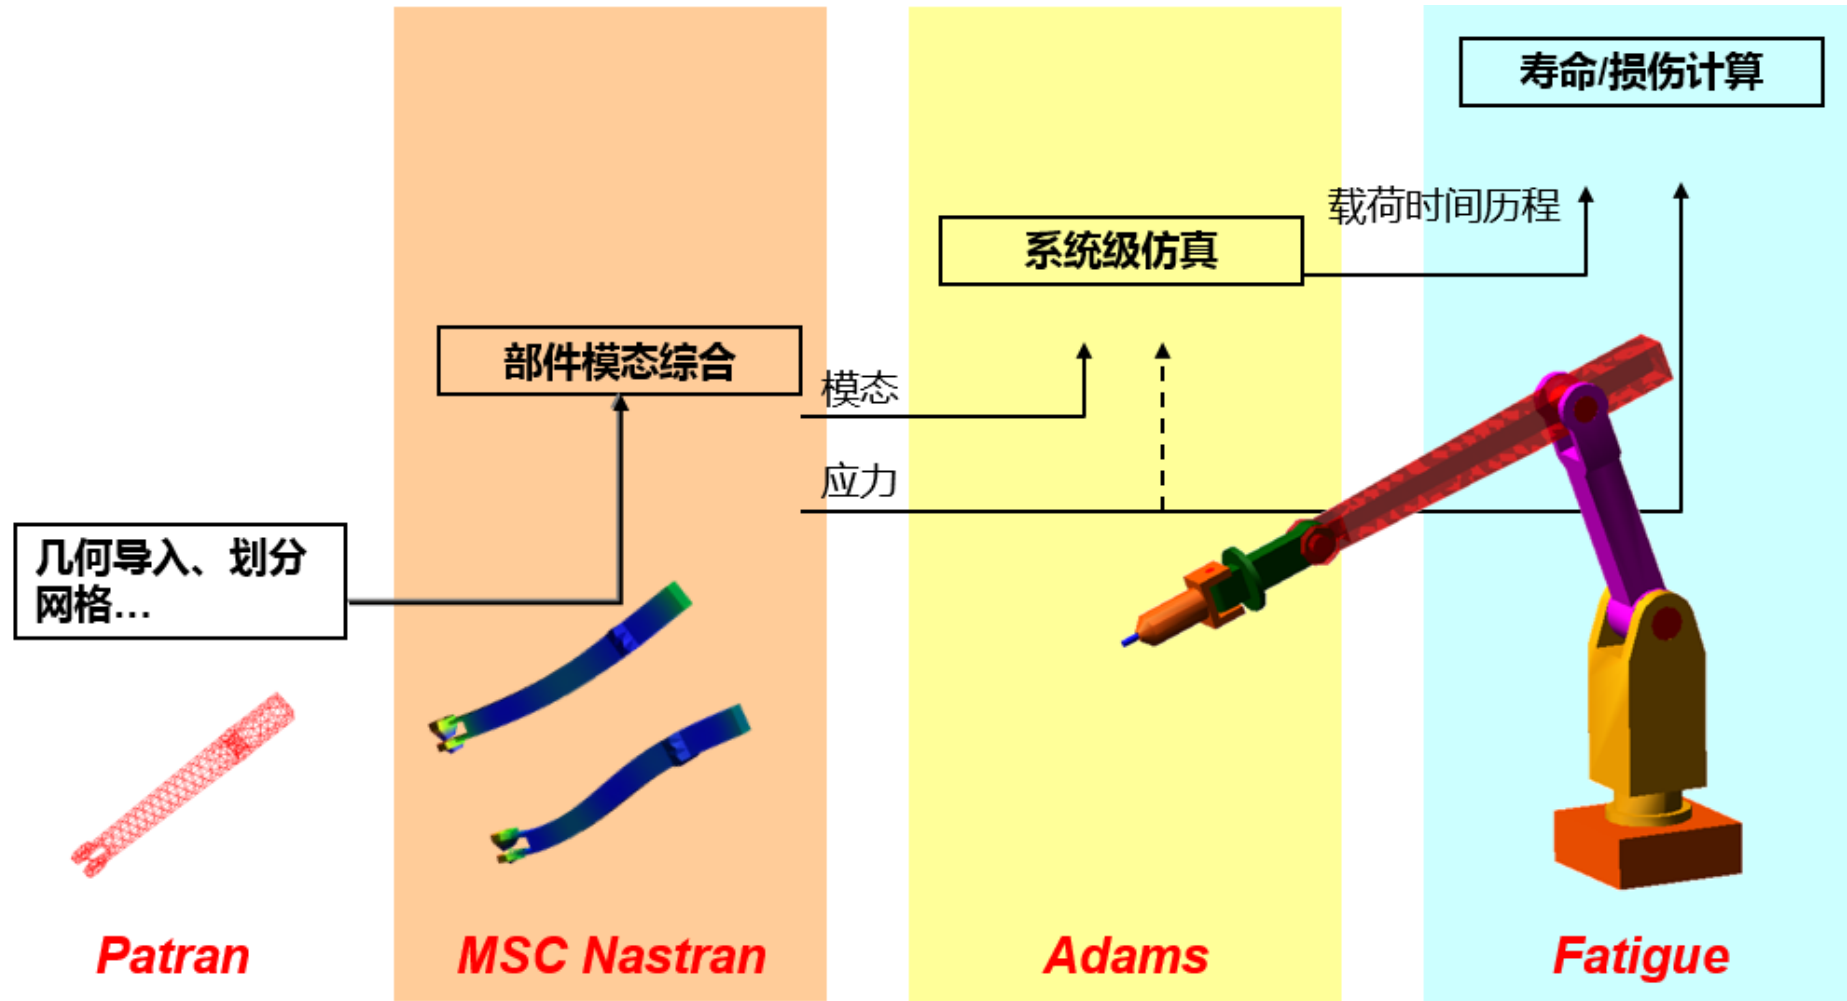 寿命/损伤计算
载荷时间历程
系统级仿真
部件模态综合
模态
应力
几何导入、划分
网格...
Patran
MSC Nastran
Adams
Fatigue